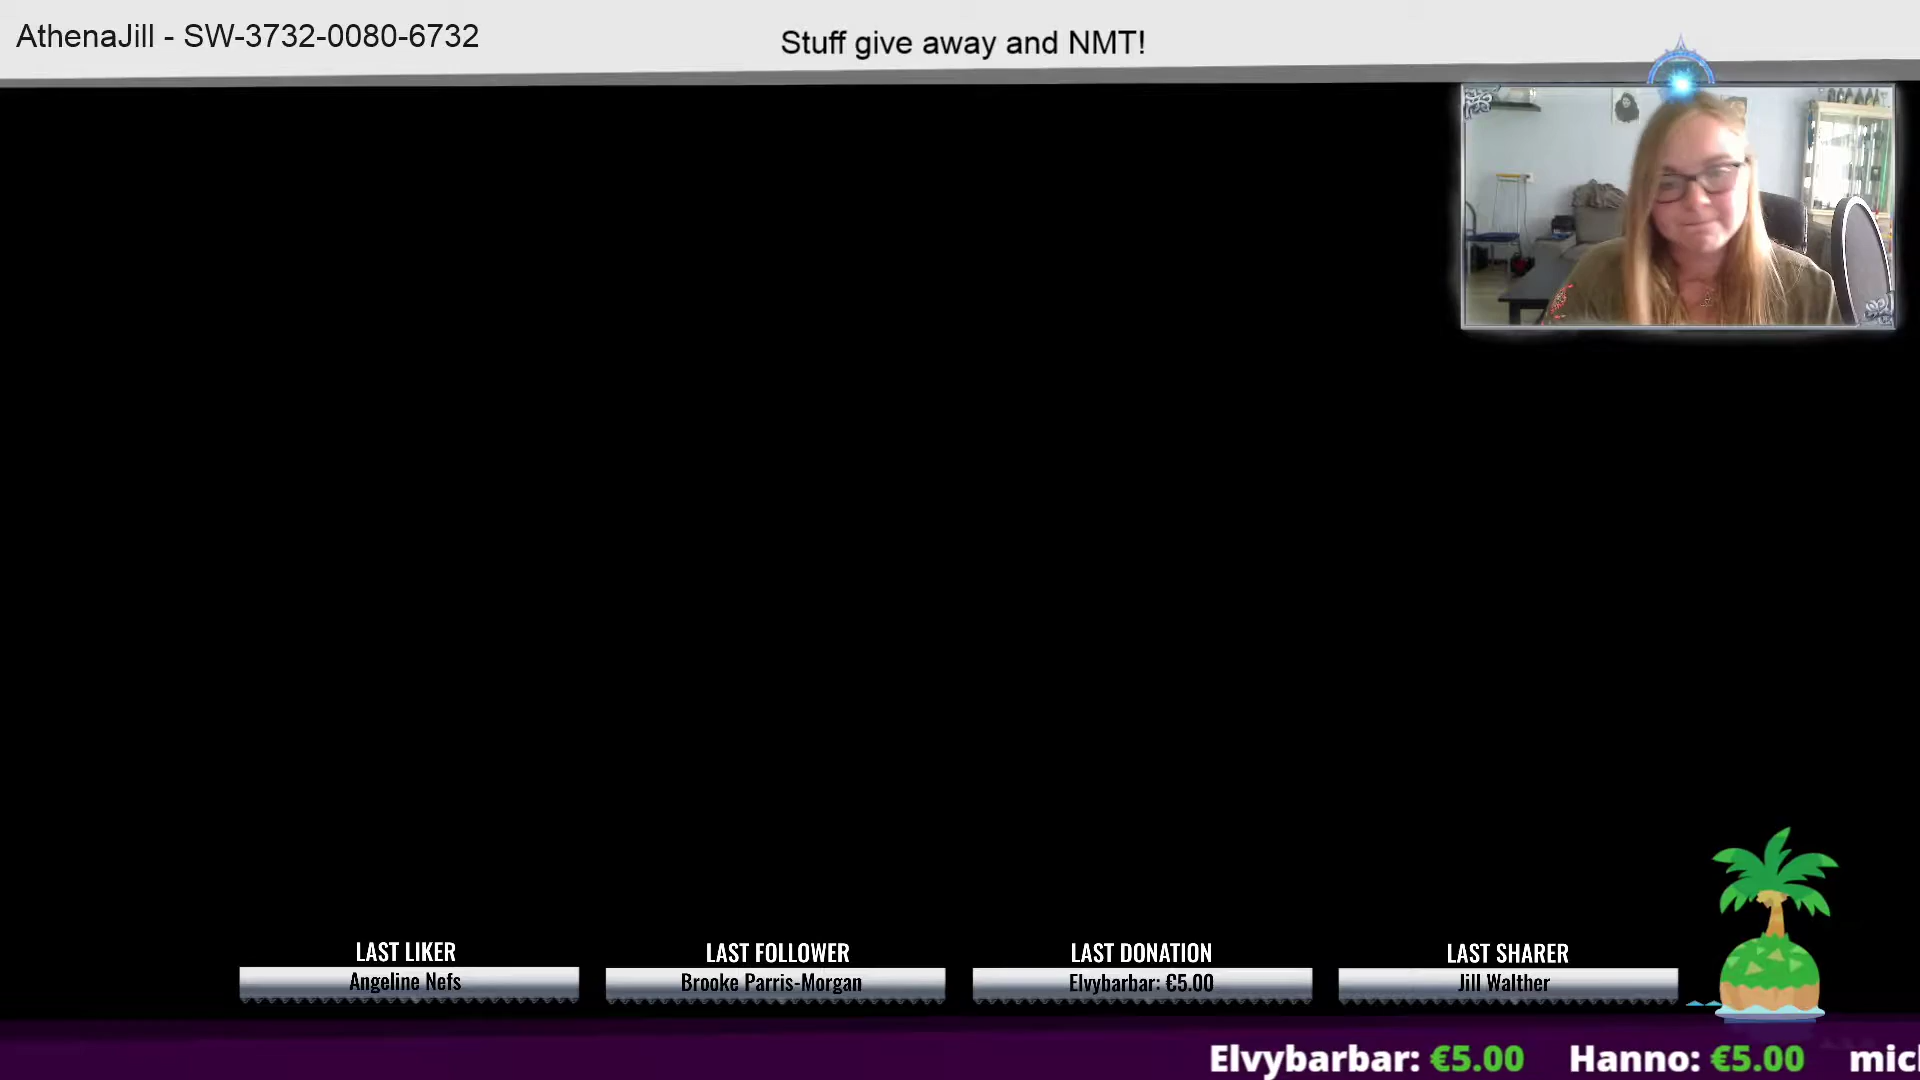 AthenaJill - SW-3732-0080-6732
Stuff give away and NMT!
LAST LIKER
Angeline Nefs
LAST FOLLOWER
Brooke Parris-Morgan
LAST DONATION
Elvybarbar: €5.00
LAST SHARER
Jill Walther
Elvybarbar: €5.00 Hanno: €5.00